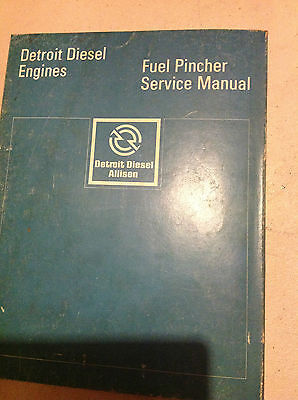 Detroit Diesel
Engines
Fuel Pincher
Service Manual
Detroit Diesel
Allison